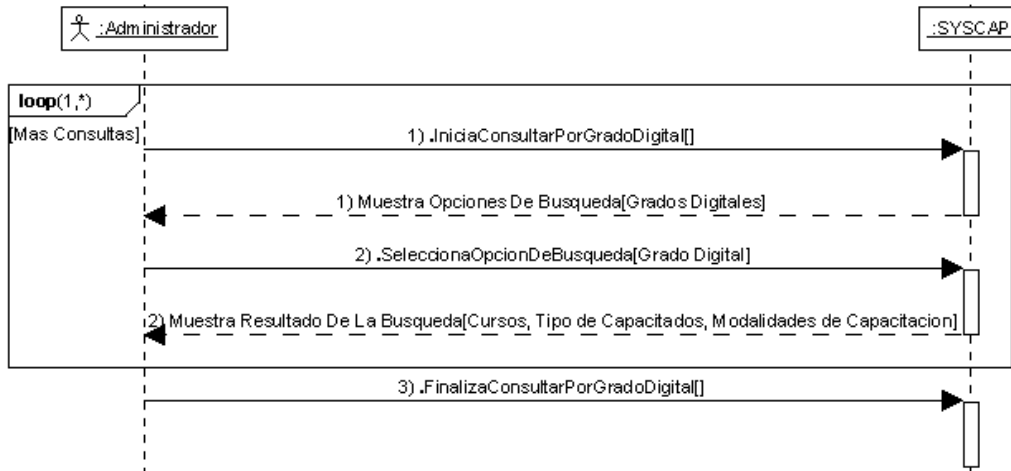 :Administrador
:SYSCAP
loop(1,*)
[Mas Consultas]
1) .IniciaConsultarPorGradoDigital[]
1) Muestra Opciones De Busqueda[Grados Digitales]
2) .SeleccionaOpcionDeBusqueda[Grado Digital]
2) Muestra Resultado De La Busqueda[Cursos, Tipo de Capacitados, Modalidades de Capacitacion]
3) .FinalizaConsultarPorGradoDigital[]